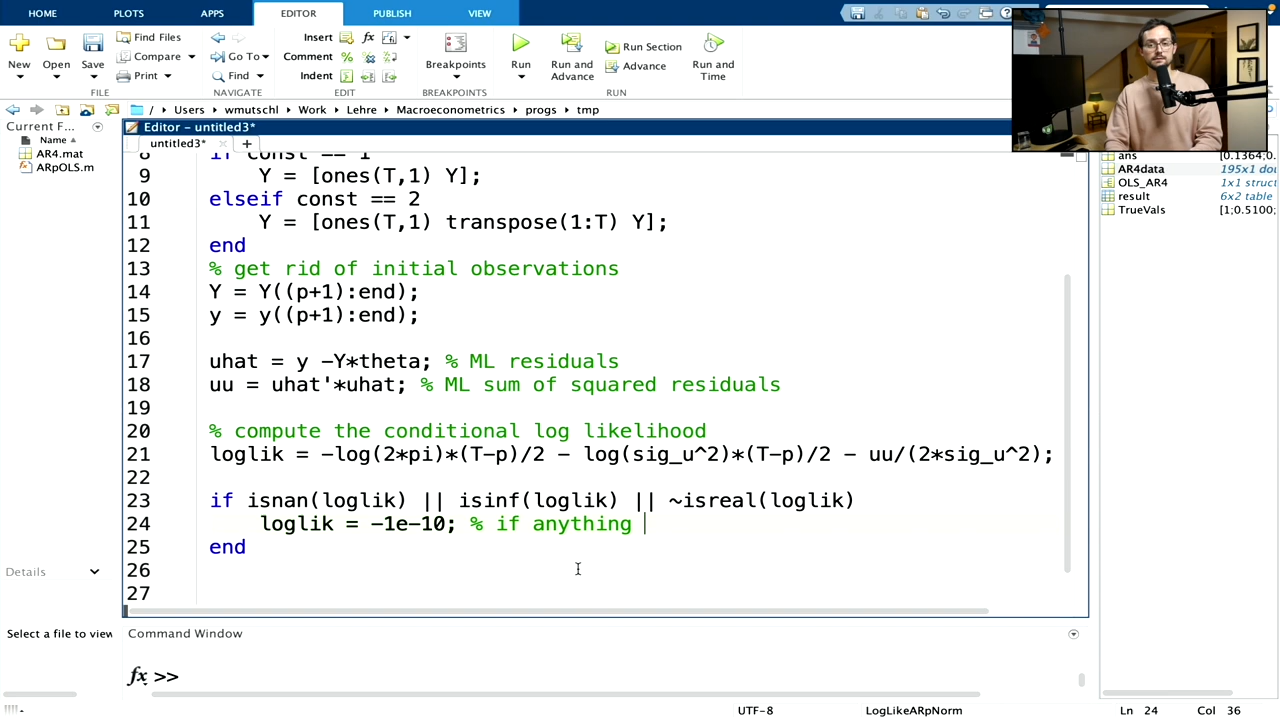 HOME PLOTS APPS EDITOR PUBLISH VIEW
New Open Save Find Files Compare Print Go To Find Insert Comment Indent Breakpoints Run Run and Advance Run Section Advance Run and Time
FILE NAVIGATE EDIT BREAKPOINTS RUN
/ Users wmutschl Work Lehre Macroeconometrics progs tmp
Current F...
Name
AR4.mat
ARpOLS.m
Details
Select a file to view
Editor - untitled3*
untitled3*
8 if const == 1
9 Y = [ones(T,1) Y];
10 elseif const == 2
11 Y = [ones(T,1) transpose(1:T) Y];
12 end
13 % get rid of initial observations
14 Y = Y((p+1):end);
15 y = y((p+1):end);
16
17 uhat = y -Y*theta; % ML residuals
18 uu = uhat'*uhat; % ML sum of squared residuals
19
20 % compute the conditional log likelihood
21 loglik = -log(2*pi)*(T-p)/2 - log(sig_u^2)*(T-p)/2 - uu/(2*sig_u^2);
22
23 if isnan(loglik) || isinf(loglik) || ~isreal(loglik)
24 loglik = -1e-10; % if anything
25 end
26
27
Command Window
fx >>
ans [0.1364;0.
AR4data 195x1 dou
OLS_AR4 1x1 struct
result 6x2 table
TrueVals [1;0.5100;
UTF-8 LogLikeARpNorm Ln 24 Col 36